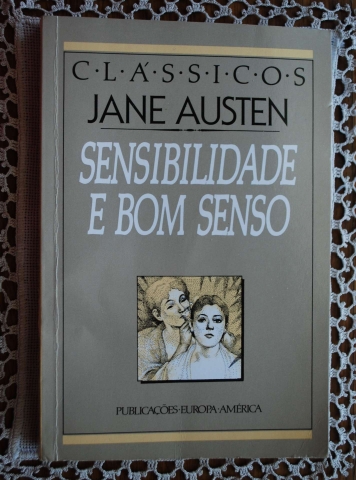 C·L·Á·S·S·I·C·O·S
JANE AUSTEN
SENSIBILIDADE
E BOM SENSO
PUBLICAÇÕES·EUROPA·AMÉRICA